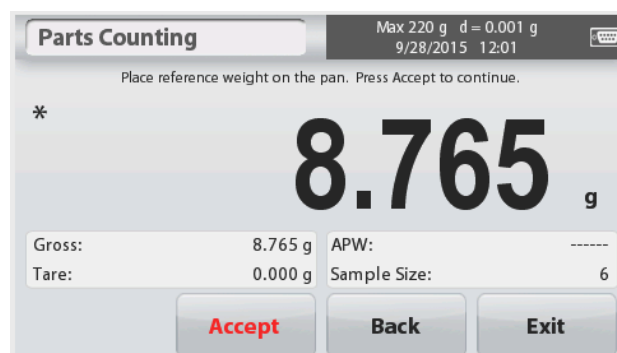 Parts Counting
Max 220 g d = 0.001 g
9/28/2015 12:01
Place reference weight on the pan. Press Accept to continue.
*
8.765 g
Gross: 8.765 g APW: ------
Tare: 0.000 g Sample Size: 6
Accept Back Exit